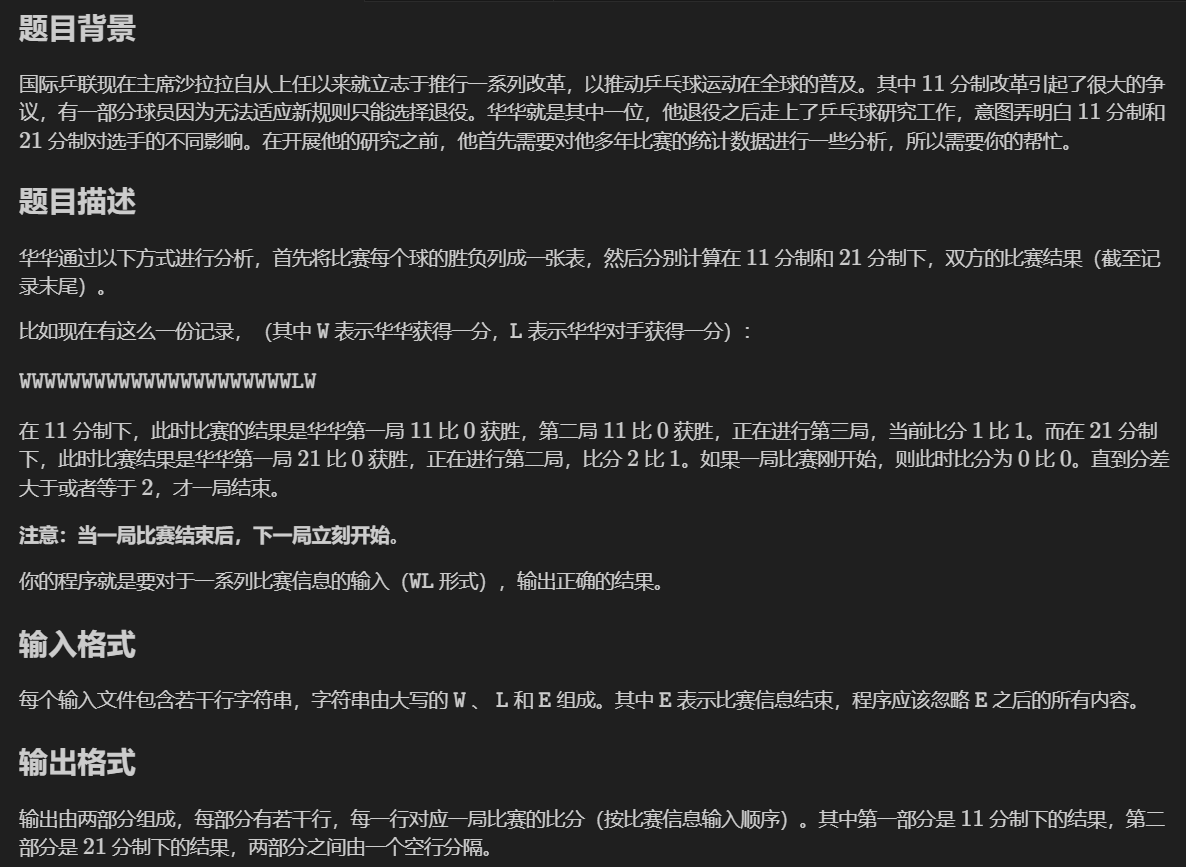 题目背景
国际乒联现在主席沙拉拉自从上任以来就立志于推行一系列改革，以推动乒乓球运动在全球的普及。其中 11 分制改革引起了很大的争
议，有一部分球员因为无法适应新规则只能选择退役。华华就是其中一位，他退役之后走上了乒乓球研究工作，意图弄明白 11 分制和
21 分制对选手的不同影响。在开展他的研究之前，他首先需要对他多年比赛的统计数据进行一些分析，所以需要你的帮忙。
题目描述
华华通过以下方式进行分析，首先将比赛每个球的胜负列成一张表，然后分别计算在 11 分制和 21 分制下，双方的比赛结果（截至记
录末尾）。
比如现在有这么一份记录，（其中 W 表示华华获得一分，L 表示华华对手获得一分）：
WWWWWWWWWWWWWWWWWWWWWWLW
在 11 分制下，此时比赛的结果是华华第一局 11 比 0 获胜，第二局 11 比 0 获胜，正在进行第三局，当前比分 1 比 1。而在 21 分制
下，此时比赛结果是华华第一局 21 比 0 获胜，正在进行第二局，比分 2 比 1。如果一局比赛刚开始，则此时比分为 0 比 0。直到分差
大于或者等于 2，才一局结束。
注意：当一局比赛结束后，下一局立刻开始。
你的程序就是要对于一系列比赛信息的输入（WL 形式），输出正确的结果。
输入格式
每个输入文件包含若干行字符串，字符串由大写的 W 、 L 和 E 组成。其中 E 表示比赛信息结束，程序应该忽略 E 之后的所有内容。
输出格式
输出由两部分组成，每部分有若干行，每一行对应一局比赛的比分（按比赛信息输入顺序）。其中第一部分是 11 分制下的结果，第二
部分是 21 分制下的结果，两部分之间由一个空行分隔。